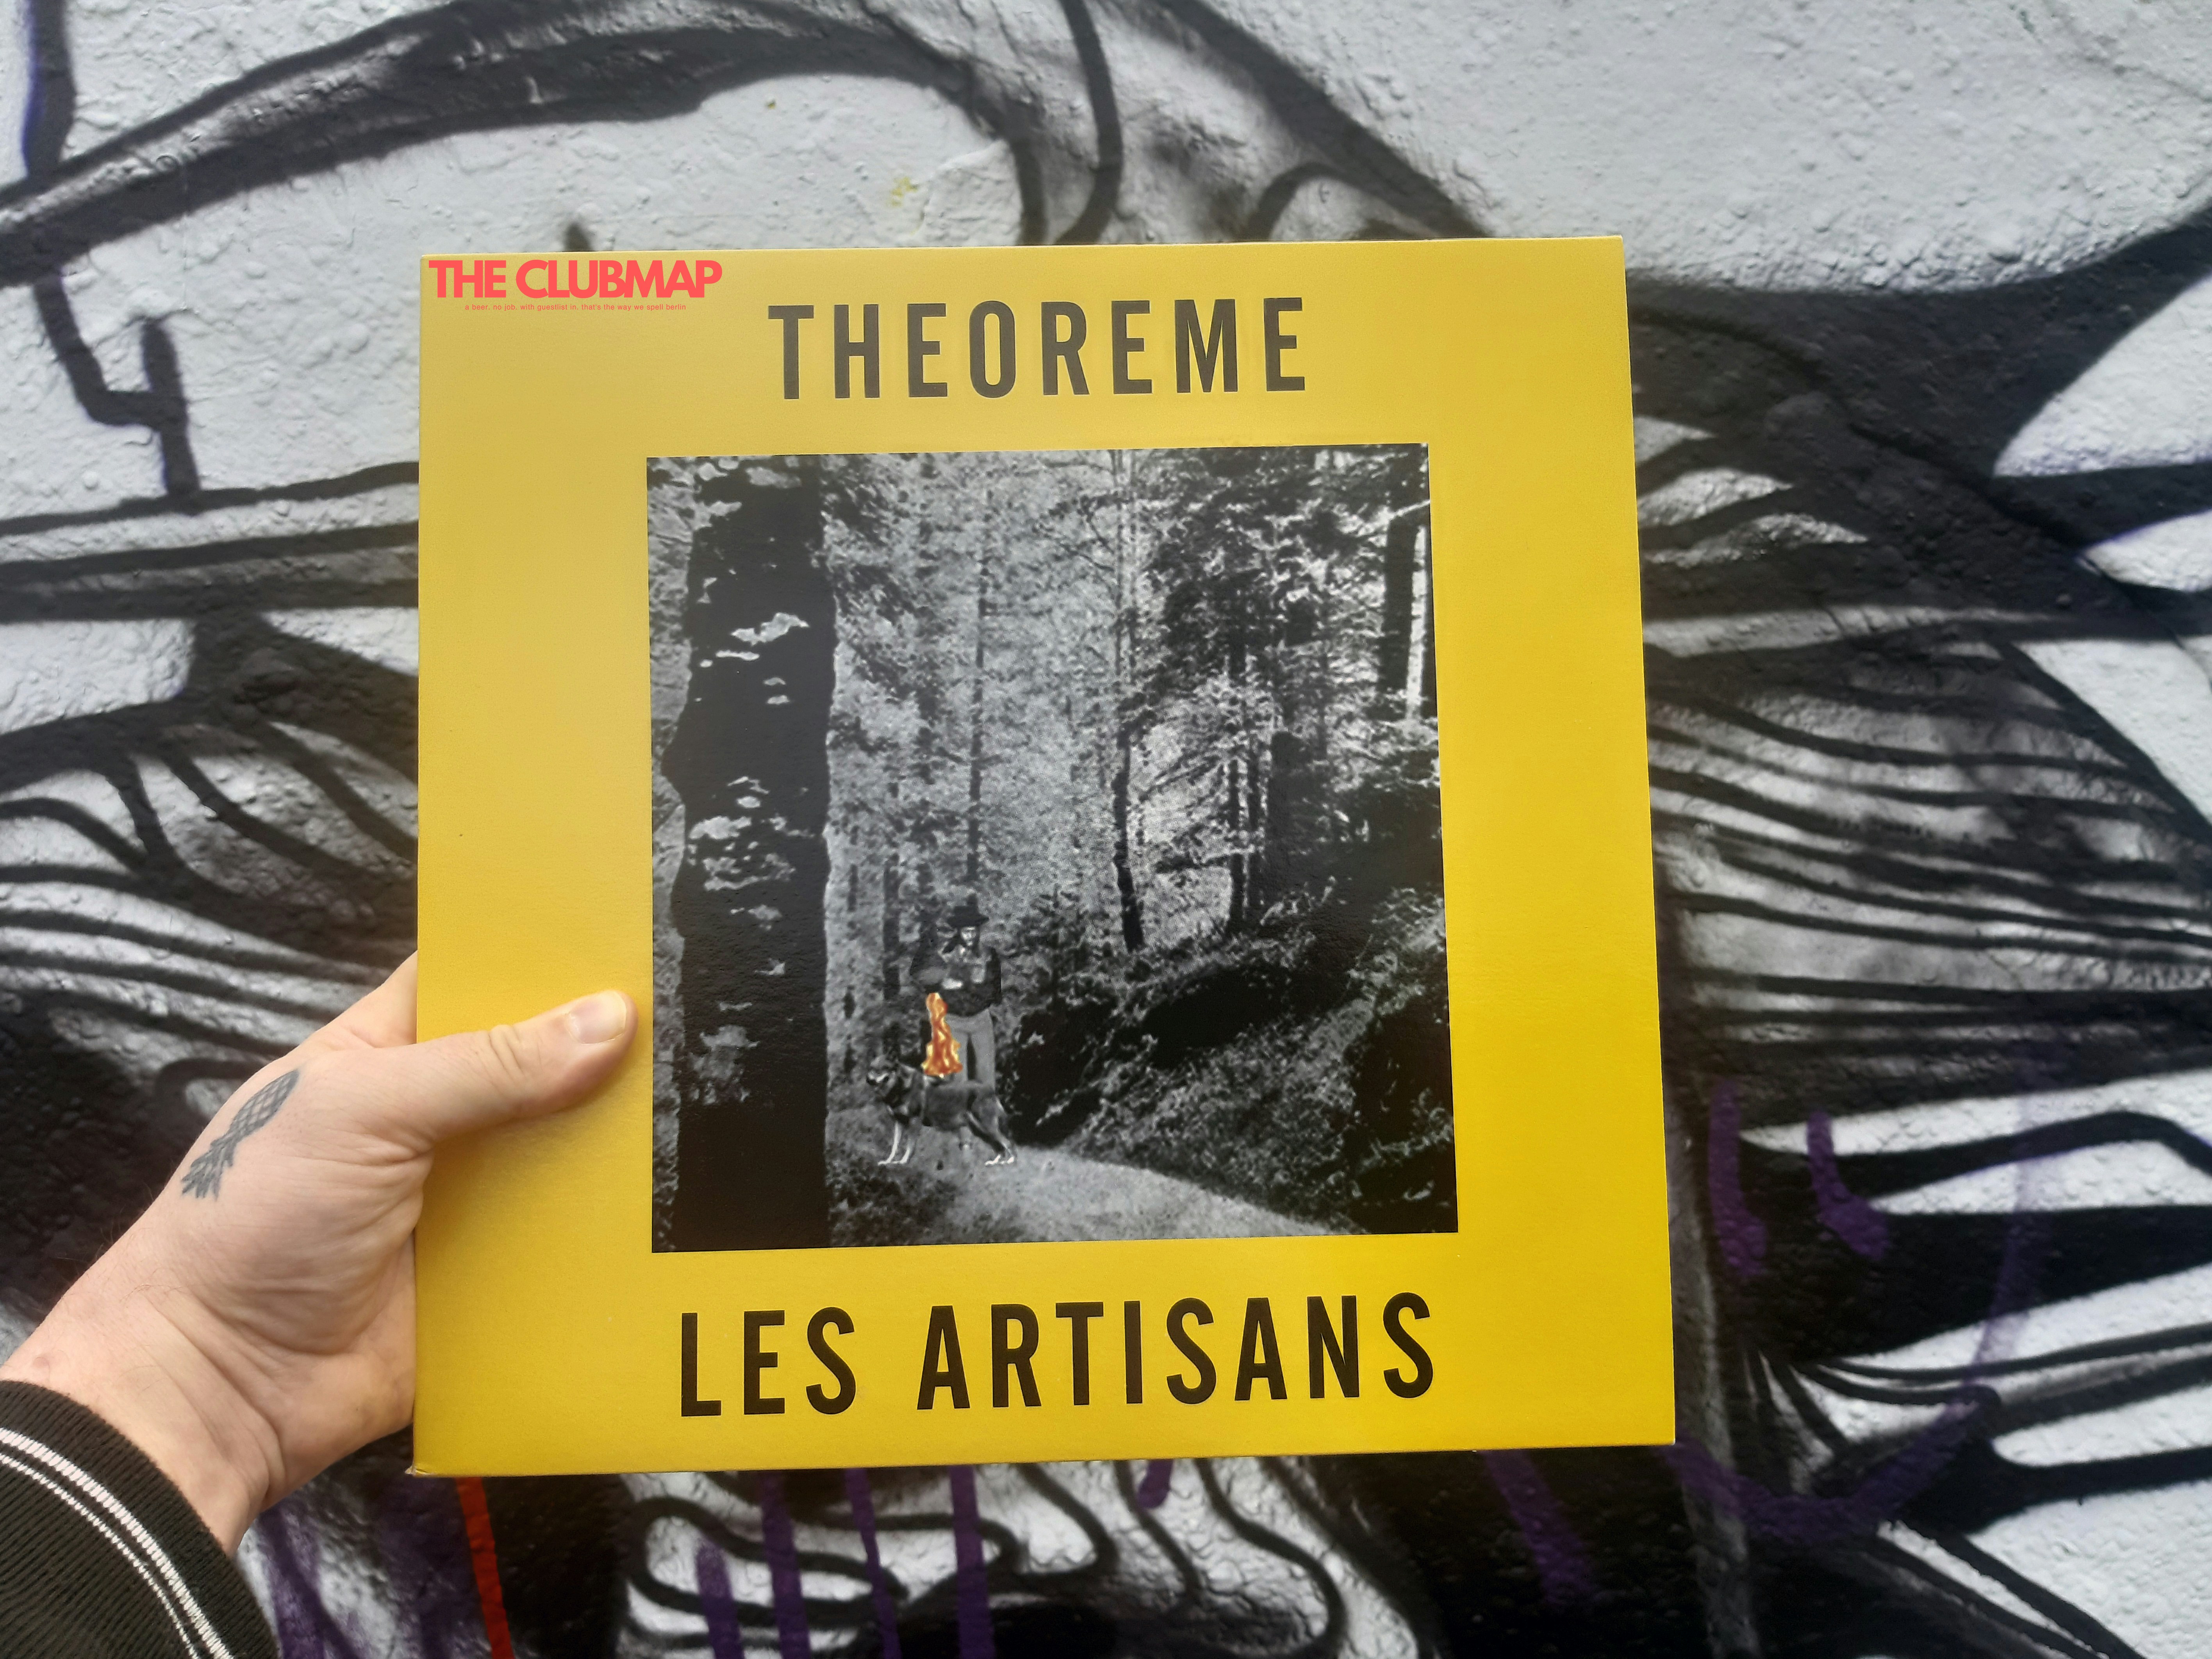 THE CLUBMAP
a beer. no job. with guestlist in. that's the way we spell berlin
THEOREME
LES ARTISANS